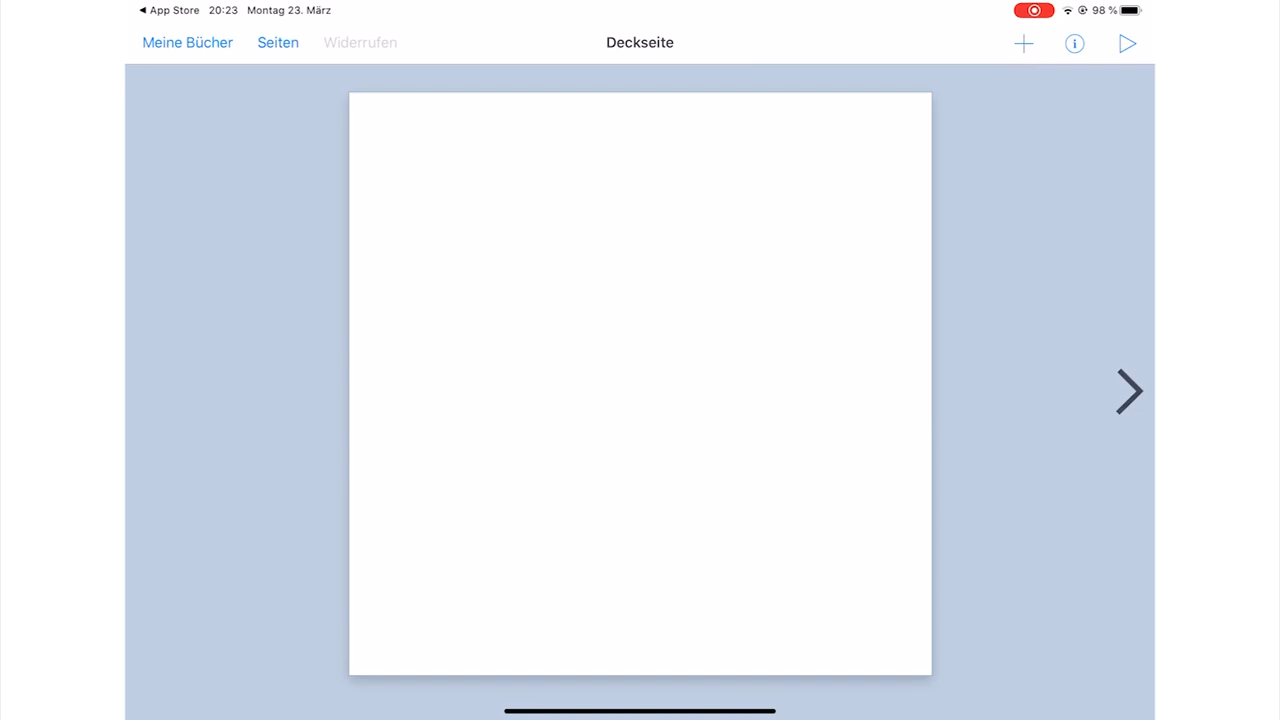 ◀ App Store 20:23 Montag 23. März 98 %
Meine Bücher Seiten Widerrufen Deckseite